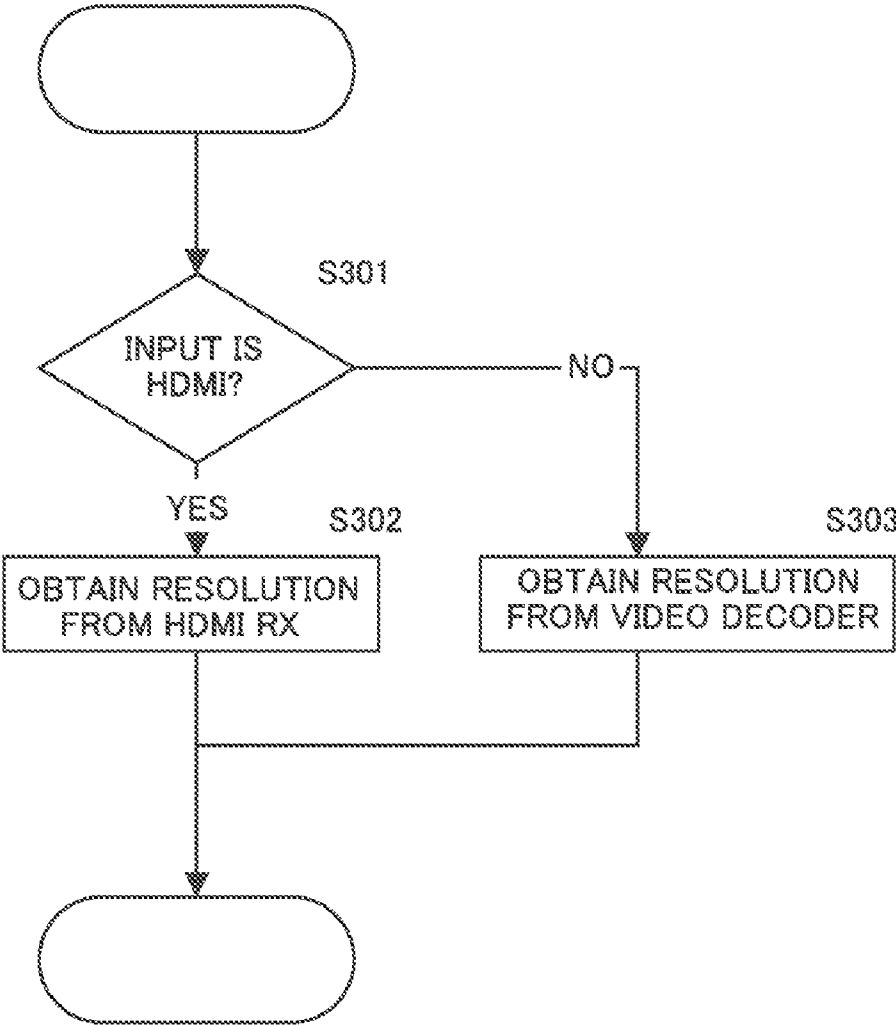 S301
INPUT IS
HDMI?
NO
YES
S302
S303
OBTAIN RESOLUTION
FROM HDMI RX
OBTAIN RESOLUTION
FROM VIDEO DECODER